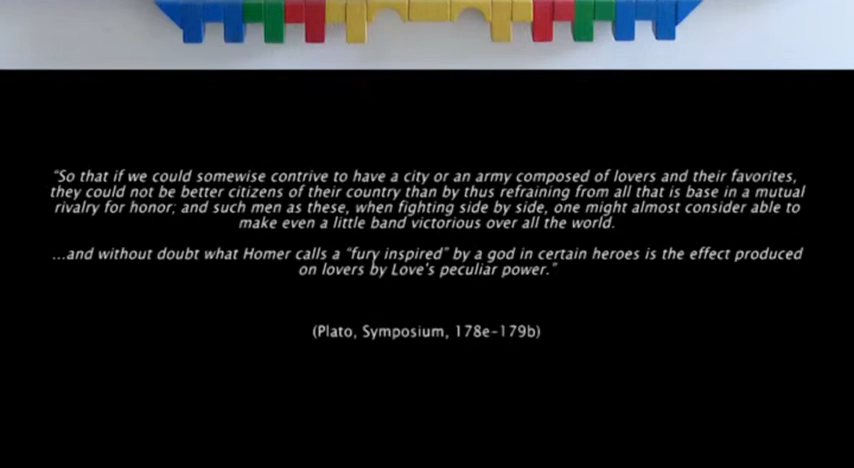 “So that if we could somewise contrive to have a city or an army composed of lovers and their favorites,
they could not be better citizens of their country than by thus refraining from all that is base in a mutual
rivalry for honor; and such men as these, when fighting side by side, one might almost consider able to
make even a little band victorious over all the world.
...and without doubt what Homer calls a “fury inspired” by a god in certain heroes is the effect produced
on lovers by Love's peculiar power.”
(Plato, Symposium, 178e-179b)